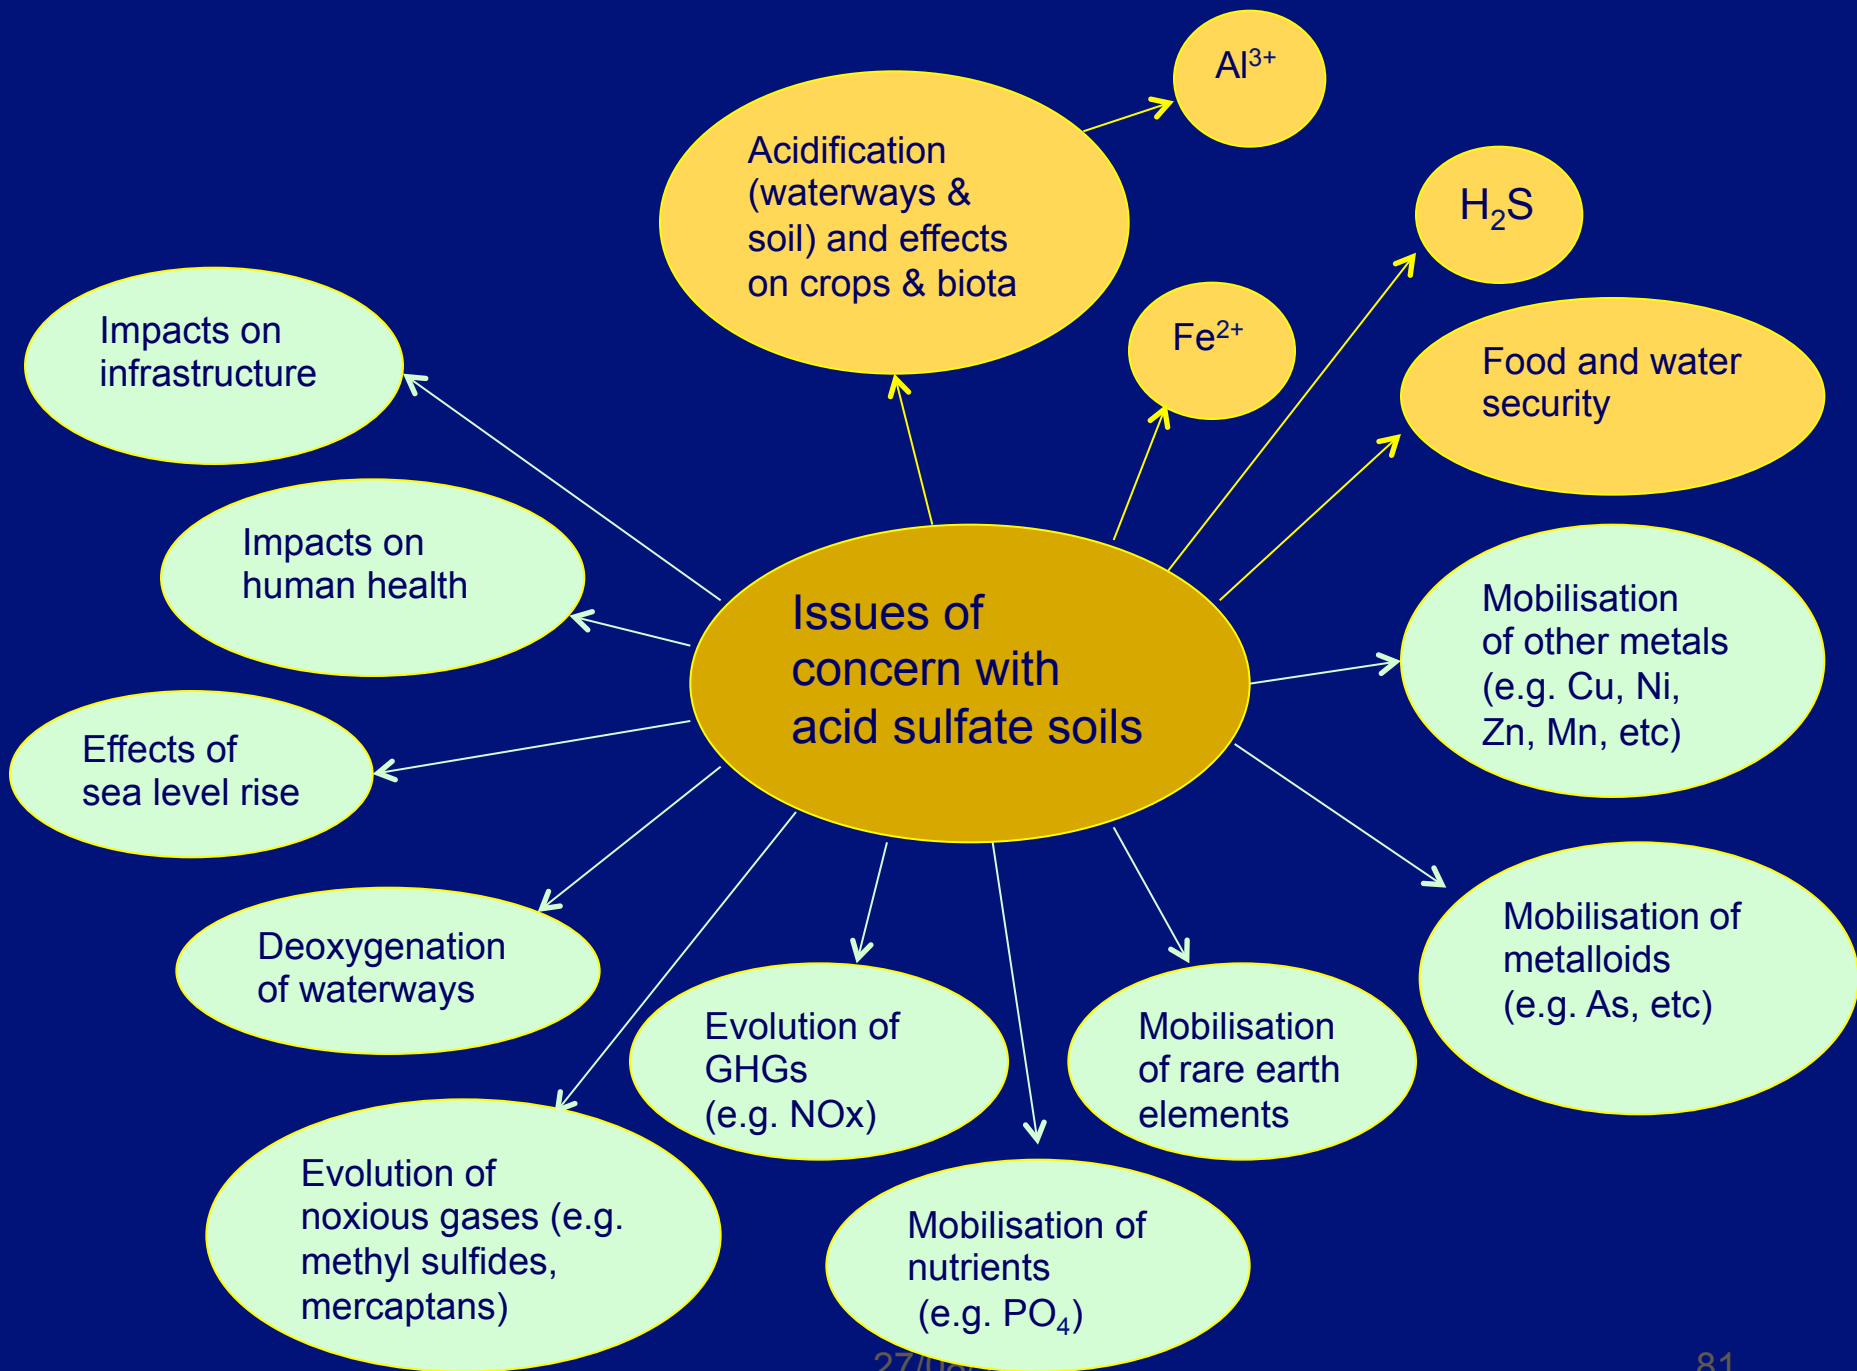 Al³⁺
Acidification
(waterways &
soil) and effects
on crops & biota
H₂S
Fe²⁺
Impacts on
infrastructure
Food and water
security
Impacts on
human health
Issues of
concern with
acid sulfate soils
Mobilisation
of other metals
(e.g. Cu, Ni,
Zn, Mn, etc)
Effects of
sea level rise
Mobilisation of
metalloids
(e.g. As, etc)
Deoxygenation
of waterways
Evolution of
GHGs
(e.g. NOx)
Mobilisation
of rare earth
elements
Evolution of
noxious gases (e.g.
methyl sulfides,
mercaptans)
Mobilisation of
nutrients
(e.g. PO₄)
81